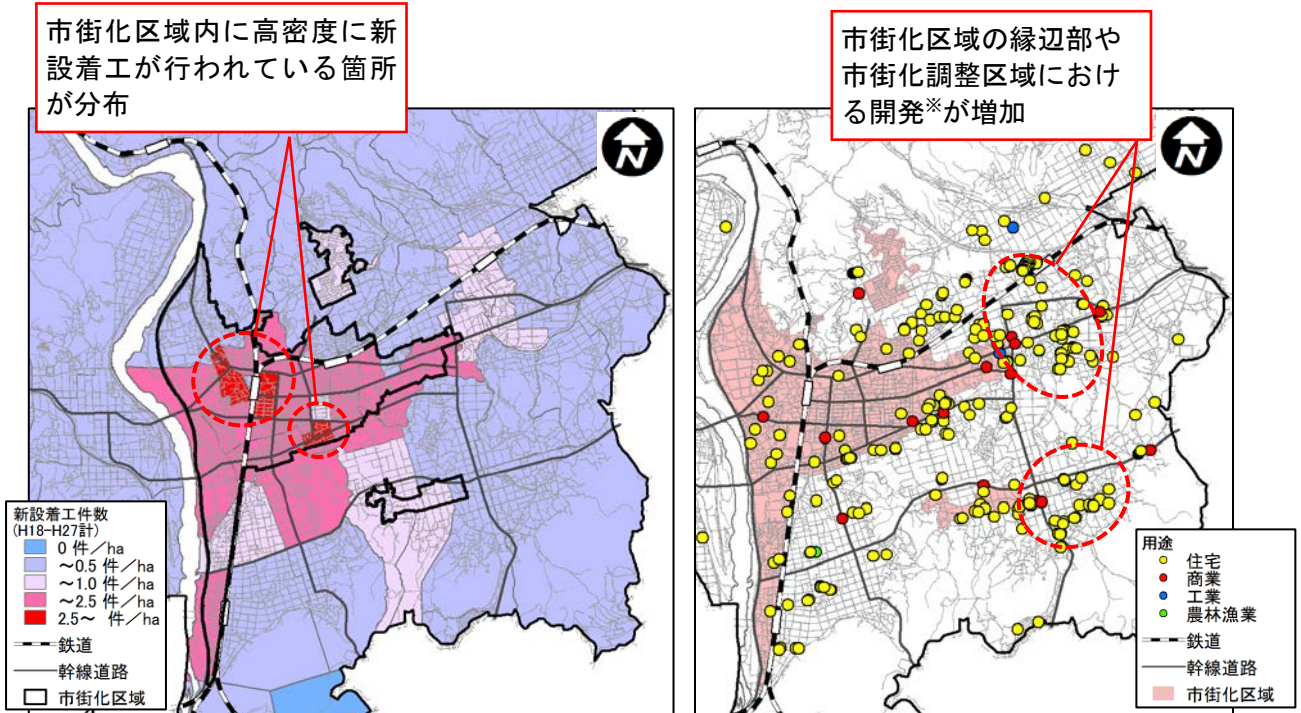 市街化区域内に高密度に新
設着工が行われている箇所
が分布
N
新設着工件数
(H18-H27計)
0 件/ha
~0.5 件/ha
~1.0 件/ha
~2.5 件/ha
2.5~ 件/ha
鉄道
幹線道路
市街化区域
市街化区域の縁辺部や
市街化調整区域におけ
る開発※が増加
N
用途
住宅
商業
工業
農林漁業
鉄道
幹線道路
市街化区域